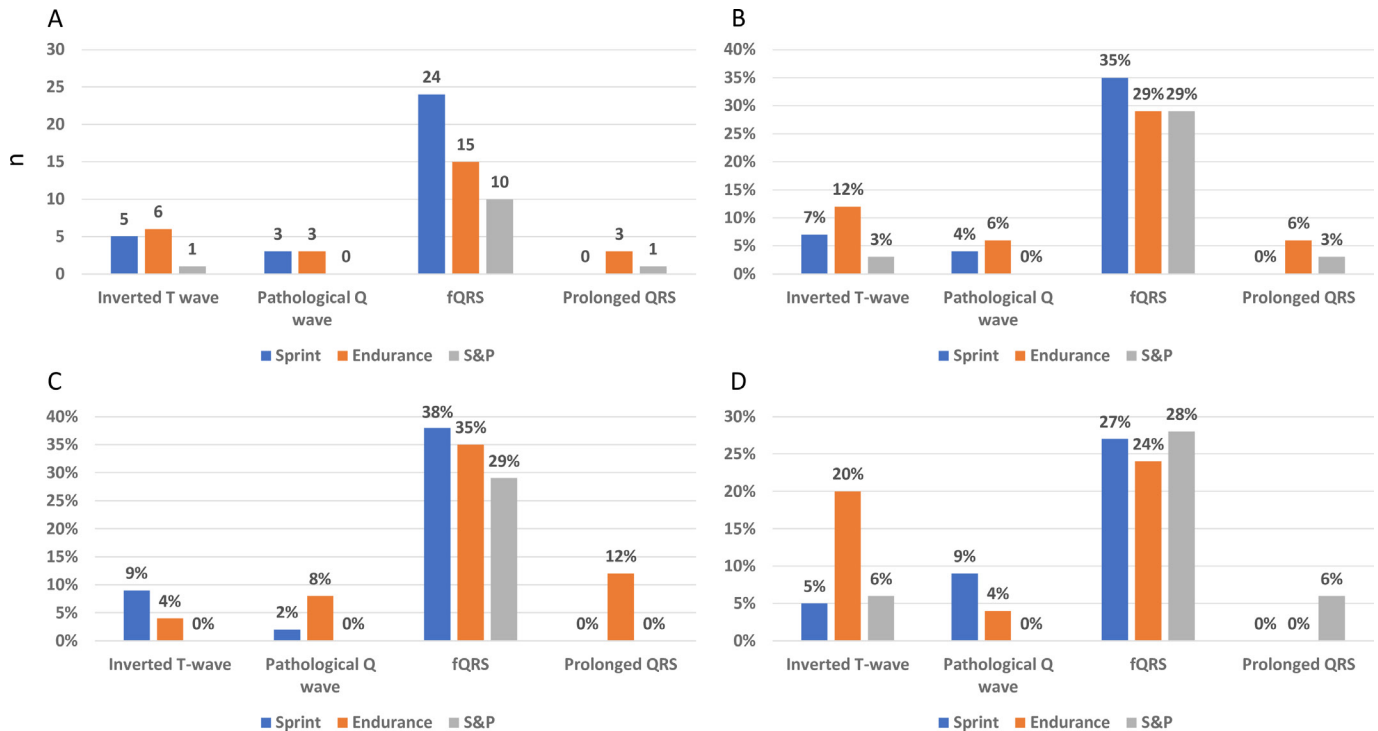 A
30
25
20
15
10
5
0
n
5 6 1
3 3 0
24 15 10
0 3 1
Inverted T wave Pathological Q wave fQRS Prolonged QRS
Sprint Endurance S&P
B
40%
35%
30%
25%
20%
15%
10%
5%
0%
7% 12% 3%
4% 6% 0%
35% 29% 29%
0% 6% 3%
Inverted T-wave Pathological Q wave fQRS Prolonged QRS
Sprint Endurance S&P
C
40%
35%
30%
25%
20%
15%
10%
5%
0%
9% 4% 0%
2% 8% 0%
38% 35% 29%
0% 12% 0%
Inverted T-wave Pathological Q wave fQRS Prolonged QRS
Sprint Endurance S&P
D
30%
25%
20%
15%
10%
5%
0%
5% 20% 6%
9% 4% 0%
27% 24% 28%
0% 0% 6%
Inverted T-wave Pathological Q wave fQRS Prolonged QRS
Sprint Endurance S&P